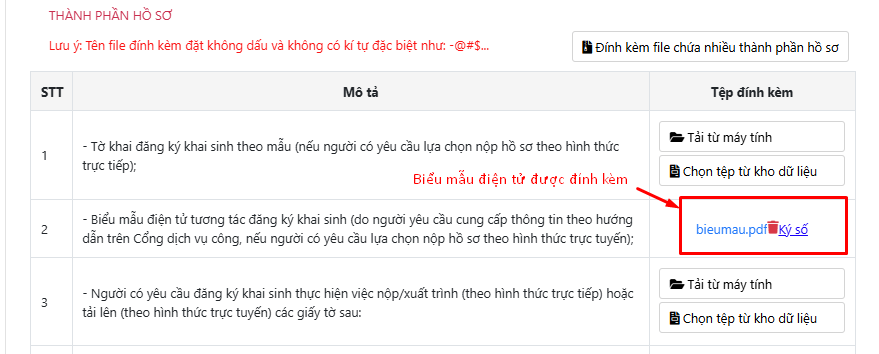 THÀNH PHẦN HỒ SƠ
Lưu ý: Tên file đính kèm đặt không dấu và không có kí tự đặc biệt như: -@#$...
Đính kèm file chứa nhiều thành phần hồ sơ
STT
Mô tả
Tệp đính kèm
1
- Tờ khai đăng ký khai sinh theo mẫu (nếu người có yêu cầu lựa chọn nộp hồ sơ theo hình thức
trực tiếp);
Tải từ máy tính
Chọn tệp từ kho dữ liệu
Biểu mẫu điện tử được đính kèm
2
- Biểu mẫu điện tử tương tác đăng ký khai sinh (do người yêu cầu cung cấp thông tin theo hướng
dẫn trên Cổng dịch vụ công, nếu người có yêu cầu lựa chọn nộp hồ sơ theo hình thức trực tuyến);
bieumau.pdf Ký số
3
- Người có yêu cầu đăng ký khai sinh thực hiện việc nộp/xuất trình (theo hình thức trực tiếp) hoặc
tải lên (theo hình thức trực tuyến) các giấy tờ sau:
Tải từ máy tính
Chọn tệp từ kho dữ liệu